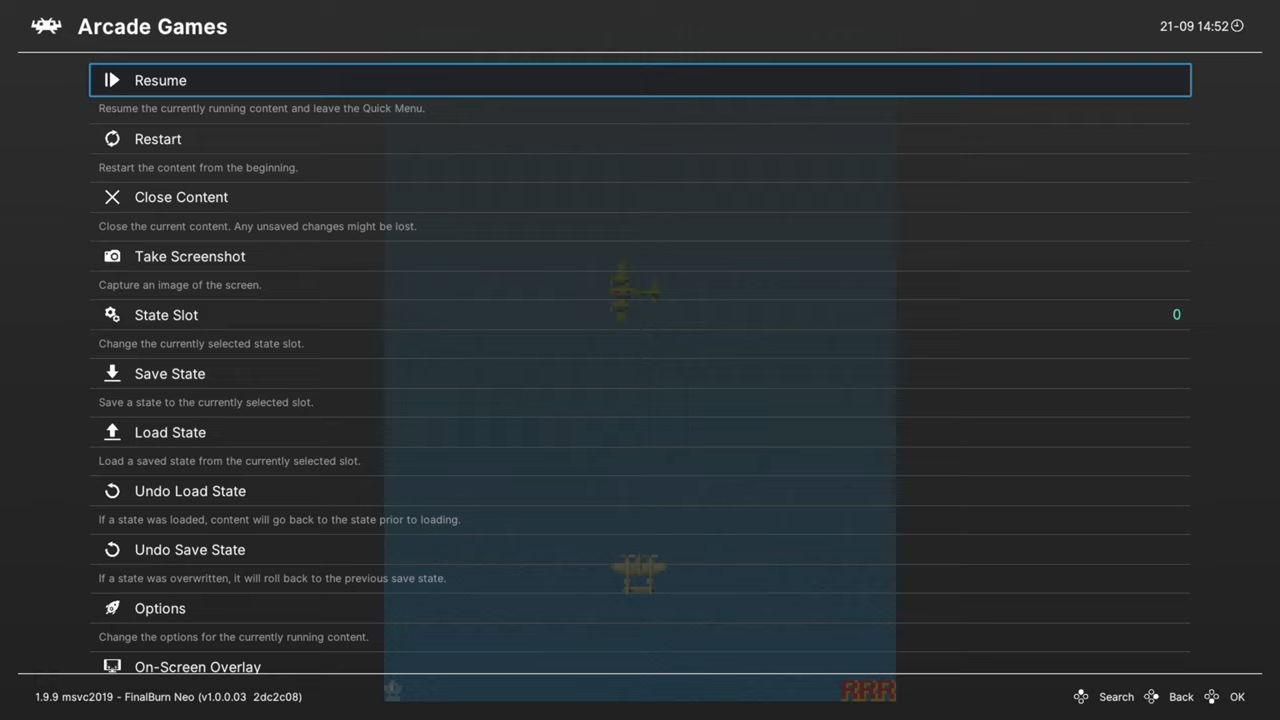 Arcade Games
21-09 14:52
Resume
Resume the currently running content and leave the Quick Menu.
Restart
Restart the content from the beginning.
Close Content
Close the current content. Any unsaved changes might be lost.
Take Screenshot
Capture an image of the screen.
State Slot 0
Change the currently selected state slot.
Save State
Save a state to the currently selected slot.
Load State
Load a saved state from the currently selected slot.
Undo Load State
If a state was loaded, content will go back to the state prior to loading.
Undo Save State
If a state was overwritten, it will roll back to the previous save state.
Options
Change the options for the currently running content.
On-Screen Overlay
RRR
1.9.9 msvc2019 - FinalBurn Neo (v1.0.0.03 2dc2c08) Search Back OK